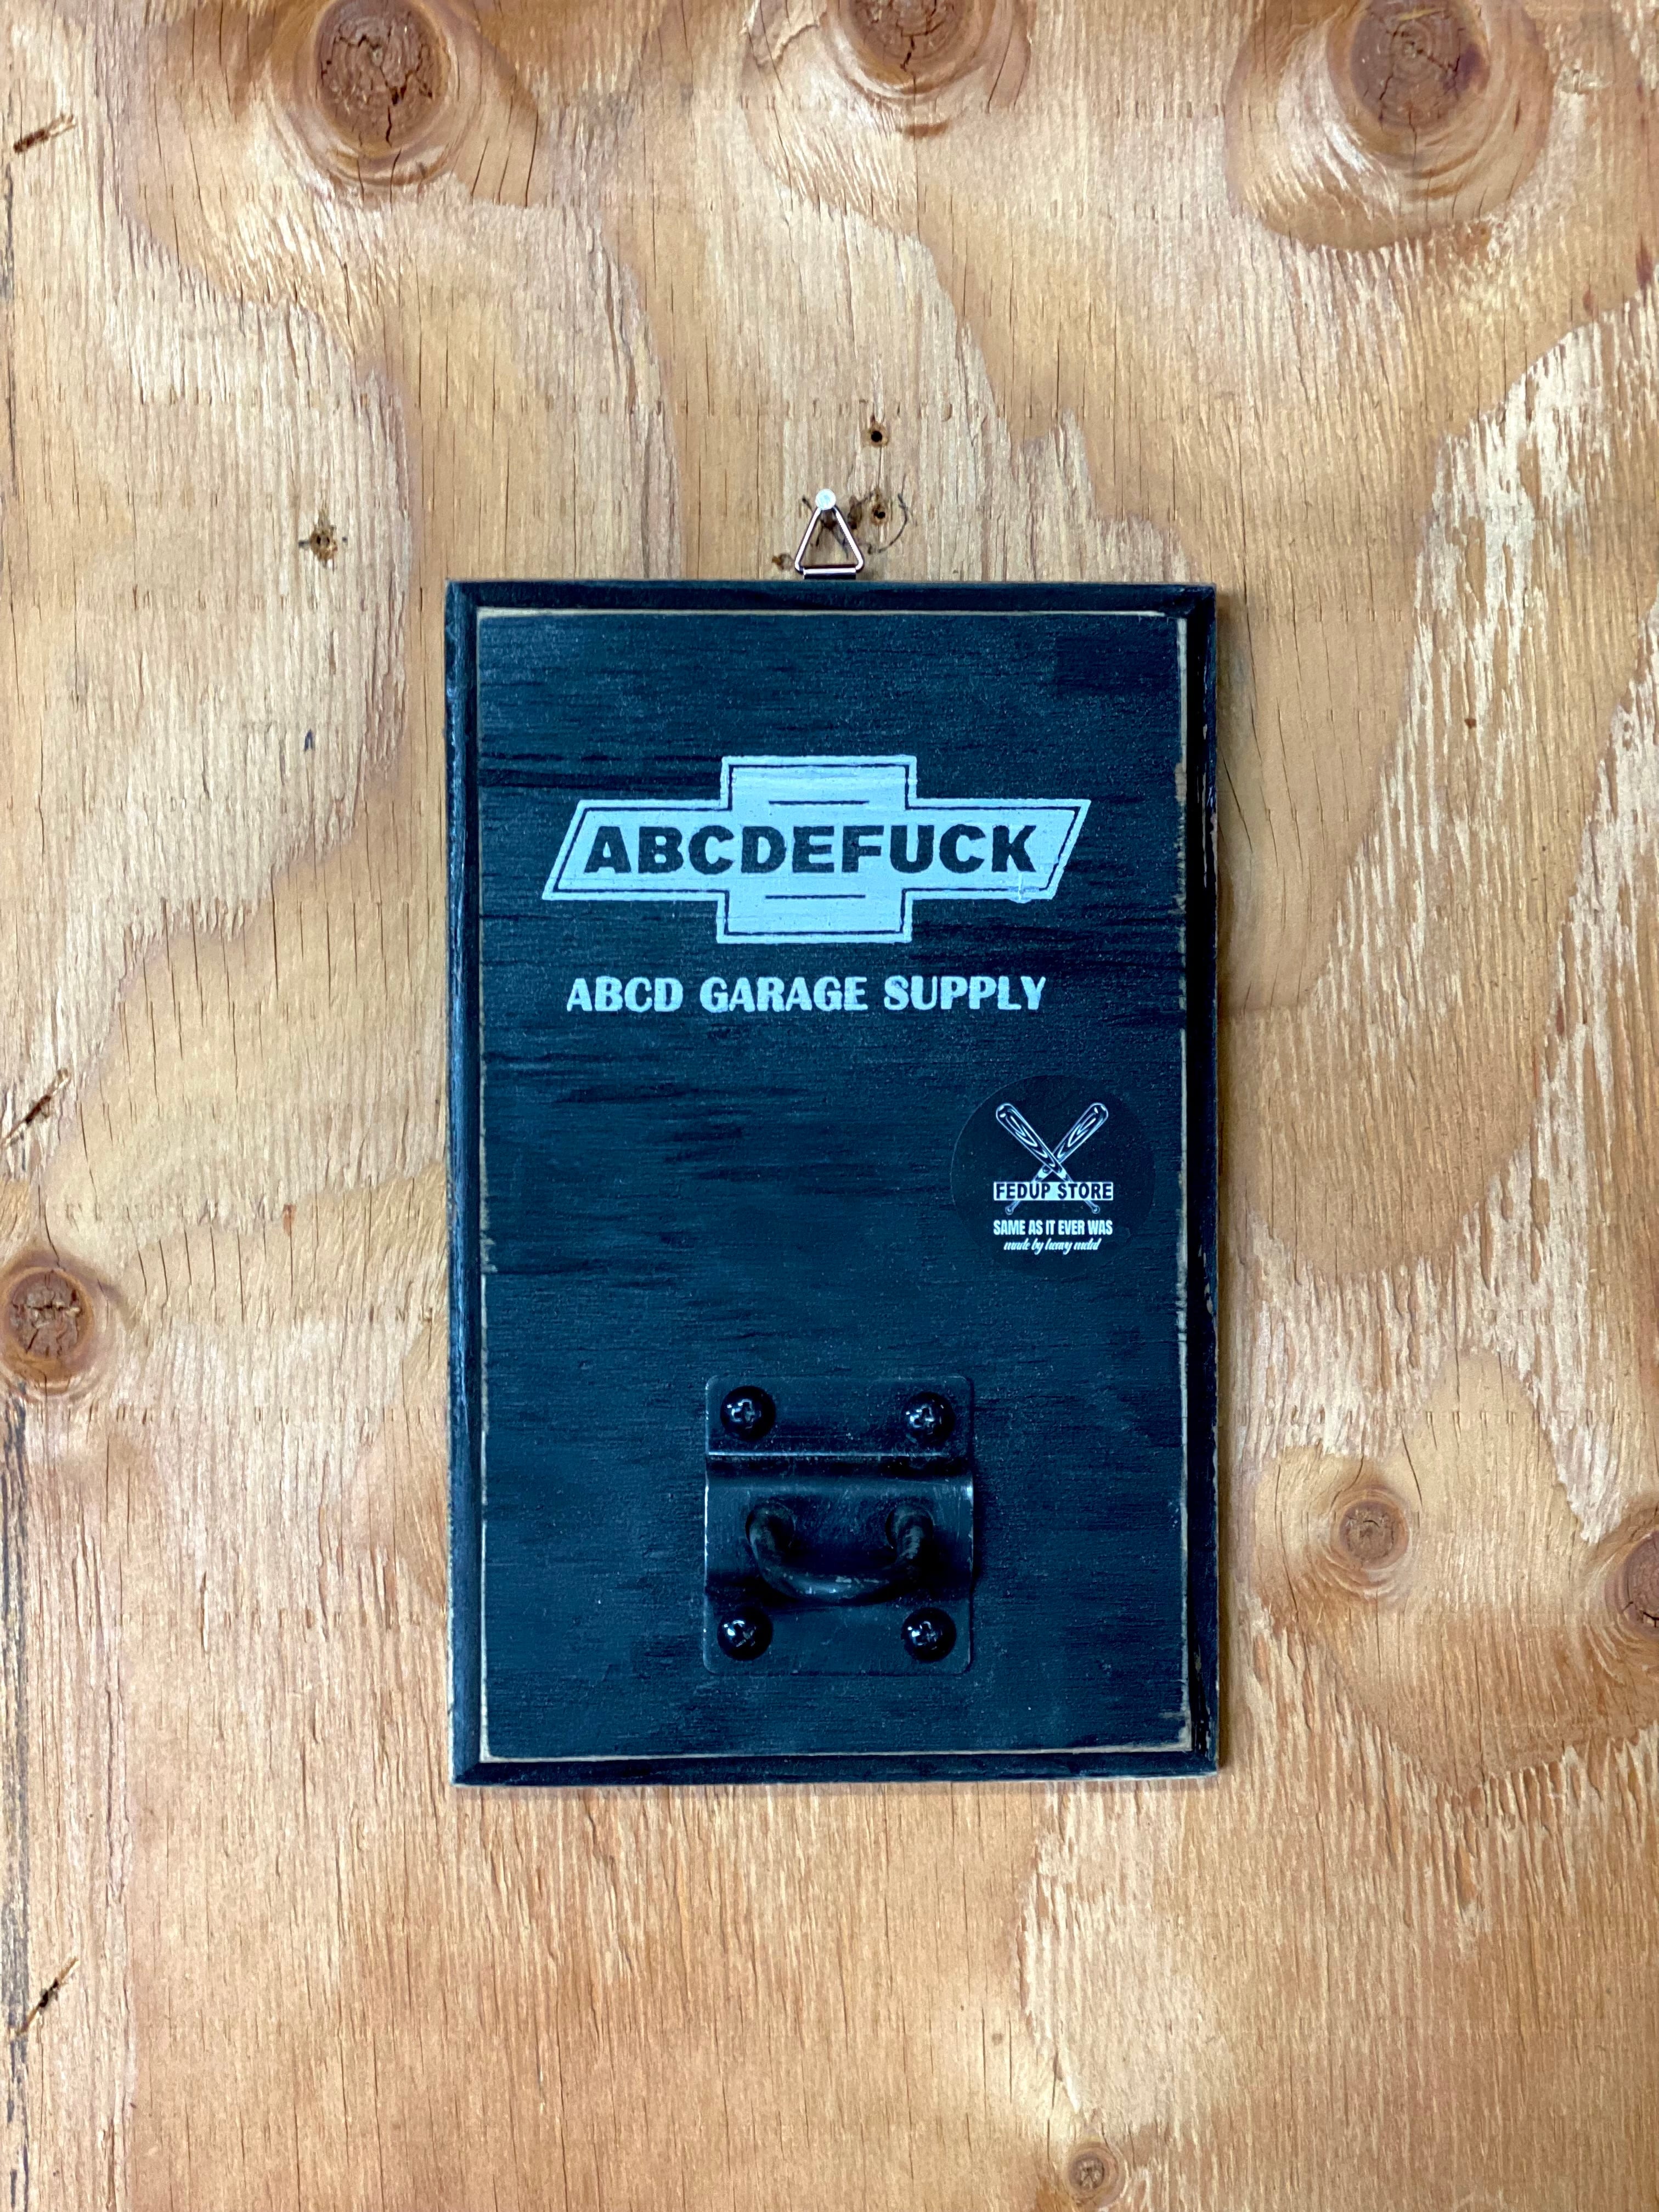 ABCDEFUCK
ABCD GARAGE SUPPLY
FEDUP STORE
SAME AS IT EVER WAS
made by heavy metal